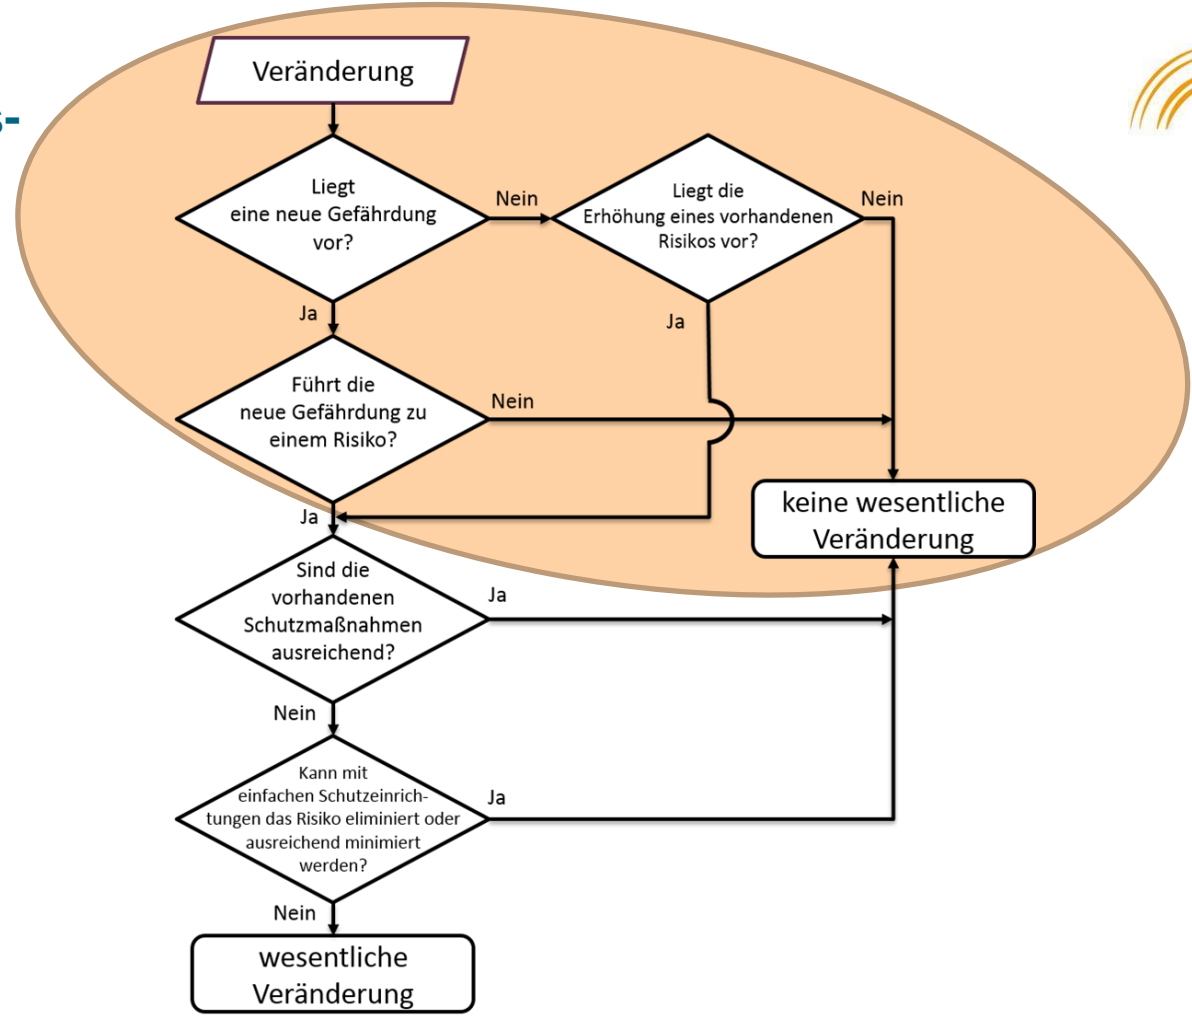 s-
Veränderung
Liegt
eine neue Gefährdung
vor?
Nein
Liegt die
Erhöhung eines vorhandenen
Risikos vor?
Nein
Ja
Ja
Führt die
neue Gefährdung zu
einem Risiko?
Nein
keine wesentliche
Veränderung
Ja
Sind die
vorhandenen
Schutzmaßnahmen
ausreichend?
Ja
Nein
Kann mit
einfachen Schutzeinrich-
tungen das Risiko eliminiert oder
ausreichend minimiert
werden?
Ja
Nein
wesentliche
Veränderung